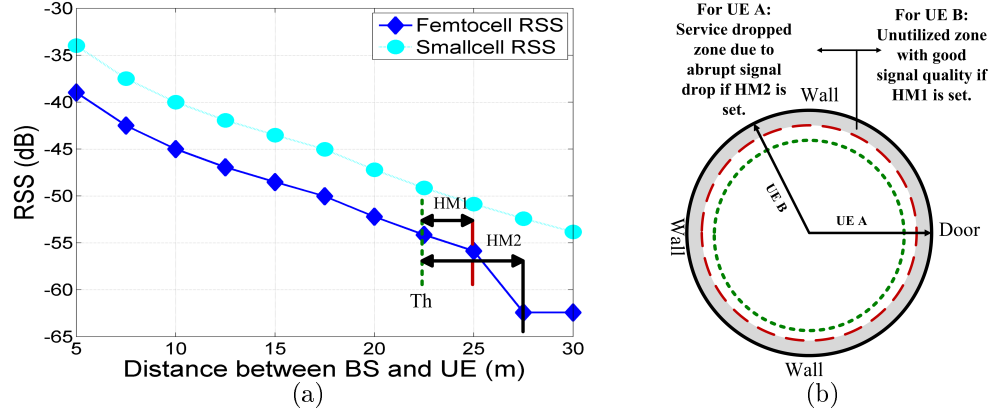 -30
-35
-40
-45
-50
-55
-60
-65
RSS (dB)
Femtocell RSS
Smallcell RSS
HM1
HM2
Th
5
10
15
20
25
30
Distance between BS and UE (m)
(a)
For UE A:
Service dropped
zone due to
abrupt signal
drop if HM2 is
set.
For UE B:
Unutilized zone
with good
signal quality if
HM1 is set.
Wall
Wall
UE B
UE A
Door
Wall
(b)